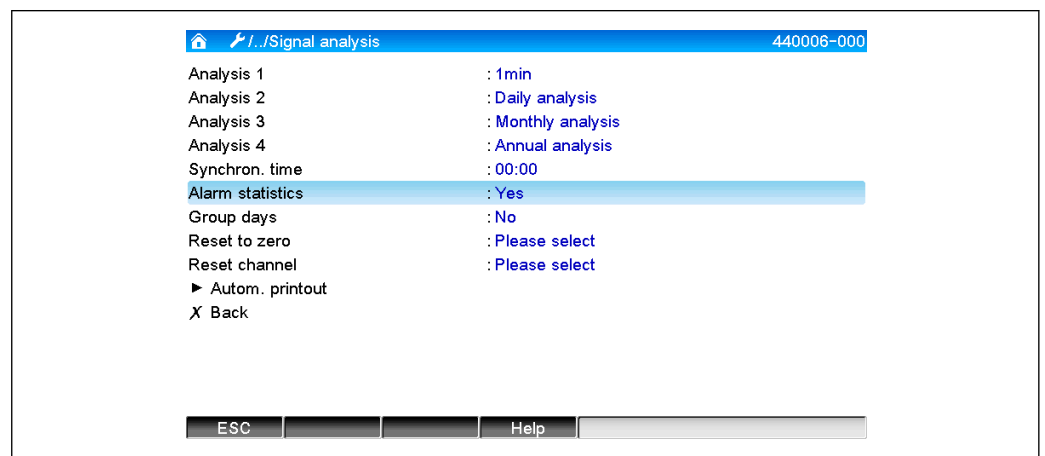 /../Signal analysis 440006-000
Analysis 1 : 1min
Analysis 2 : Daily analysis
Analysis 3 : Monthly analysis
Analysis 4 : Annual analysis
Synchron. time : 00:00
Alarm statistics : Yes
Group days : No
Reset to zero : Please select
Reset channel : Please select
► Autom. printout
X Back
ESC Help